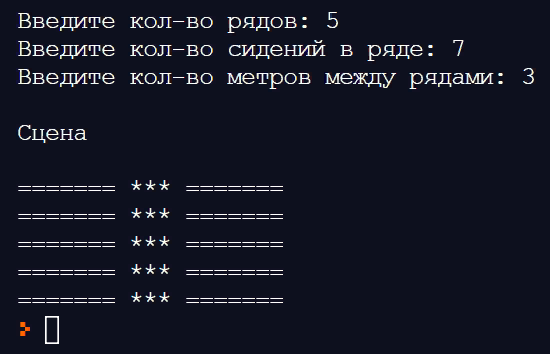 Введите кол-во рядов: 5
Введите кол-во сидений в ряде: 7
Введите кол-во метров между рядами: 3
Сцена
======= *** =======
======= *** =======
======= *** =======
======= *** =======
======= *** =======